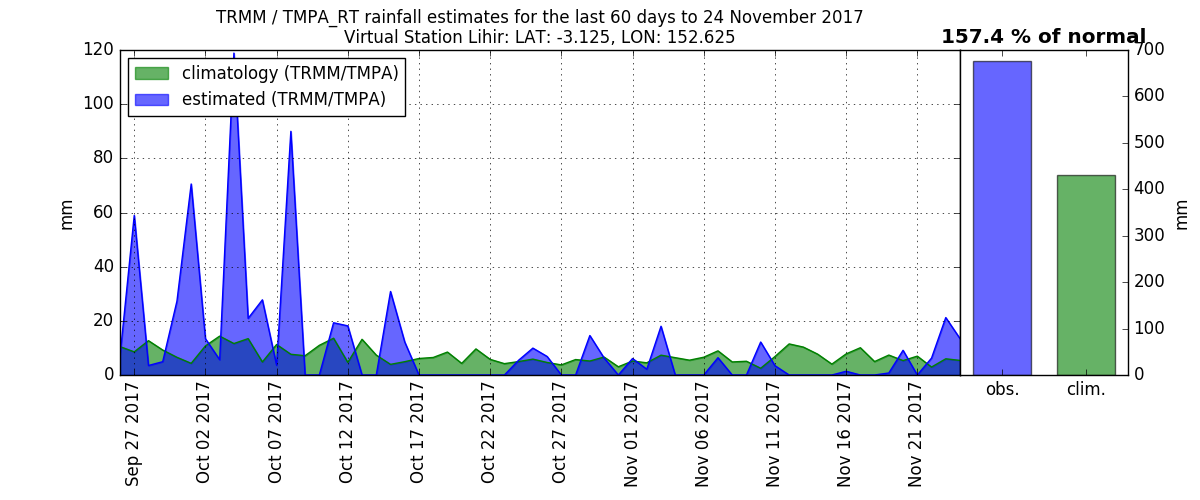 TRMM / TMPA_RT rainfall estimates for the last 60 days to 24 November 2017
Virtual Station Lihir: LAT: -3.125, LON: 152.625
157.4 % of normal
climatology (TRMM/TMPA)
estimated (TRMM/TMPA)
mm
120
100
80
60
40
20
0
Sep 27 2017
Oct 02 2017
Oct 07 2017
Oct 12 2017
Oct 17 2017
Oct 22 2017
Oct 27 2017
Nov 01 2017
Nov 06 2017
Nov 11 2017
Nov 16 2017
Nov 21 2017
obs.
clim.
700
600
500
400
300
200
100
0
mm